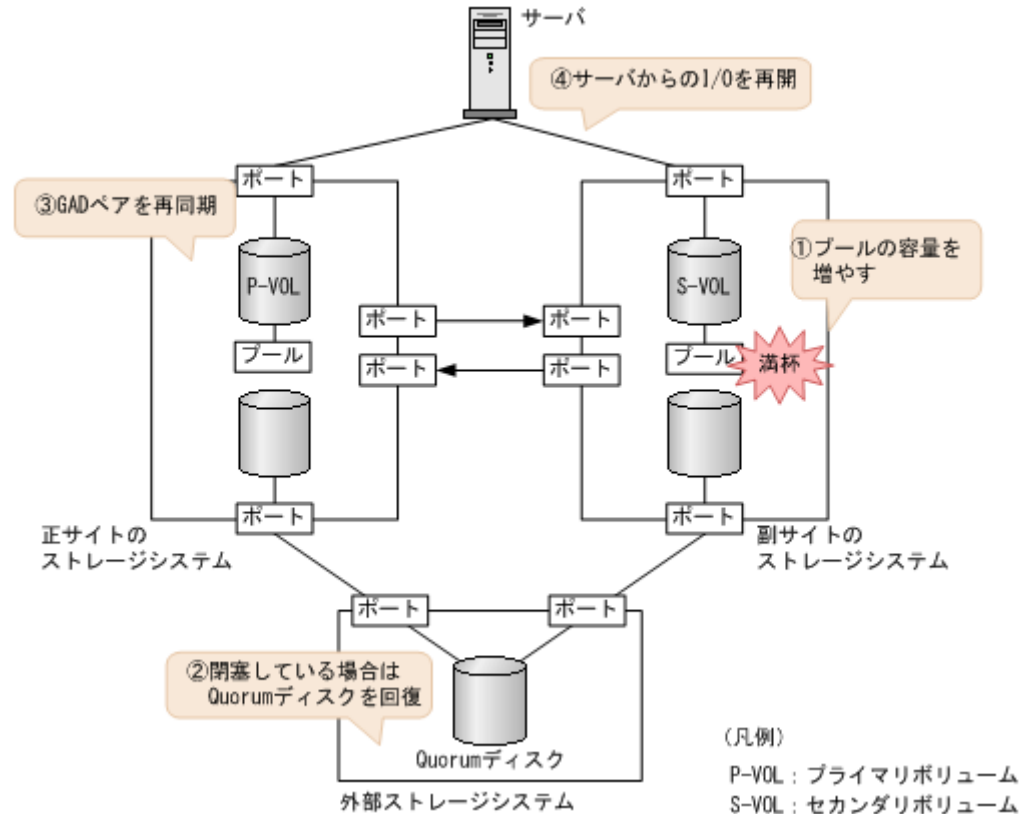 サーバ
④サーバからのI/Oを再開
ポート
ポート
③GADペアを再同期
①プールの容量を
増やす
P-VOL
S-VOL
ポート
ポート
プール
プール
満杯
ポート
ポート
ポート
ポート
正サイトの
ストレージシステム
副サイトの
ストレージシステム
ポート
ポート
②閉塞している場合は
Quorumディスクを回復
Quorumディスク
外部ストレージシステム
(凡例)
P-VOL：プライマリボリューム
S-VOL：セカンダリボリューム